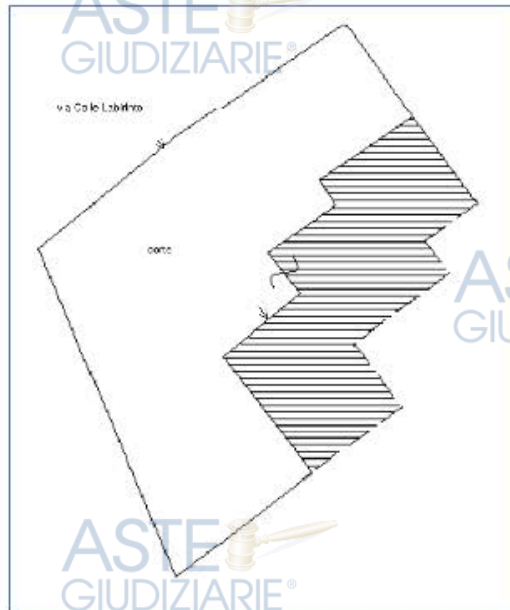 ASTE
GIUDIZIARIE®
via Colle Labirinto
corte
ASTE
GIU
ASTE
GIUDIZIARIE®